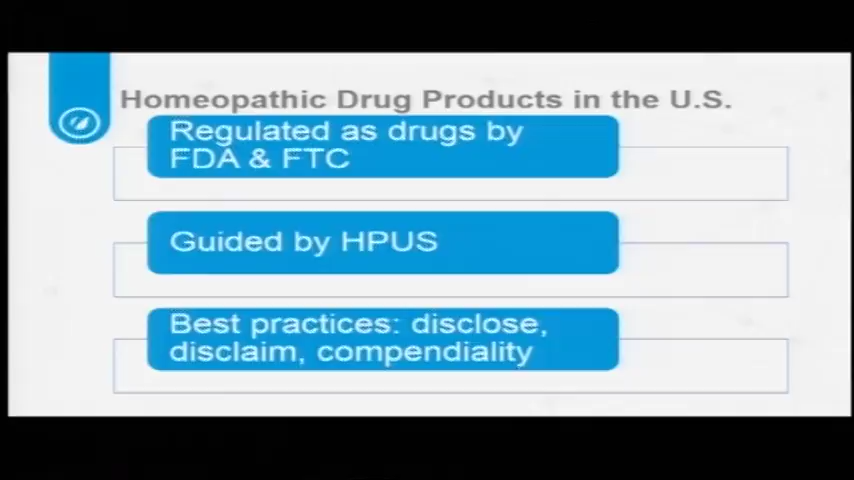 Homeopathic Drug Products in the U.S.
Regulated as drugs by
FDA & FTC
Guided by HPUS
Best practices: disclose,
disclaim, compendiality